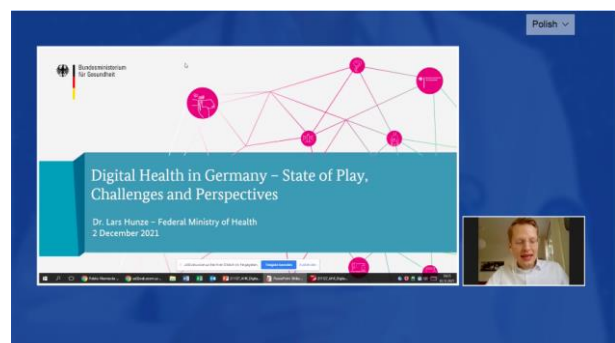 Polish
Bundesministerium
für Gesundheit
Digital Health in Germany – State of Play,
Challenges and Perspectives
Dr. Lars Hunze – Federal Ministry of Health
2 December 2021